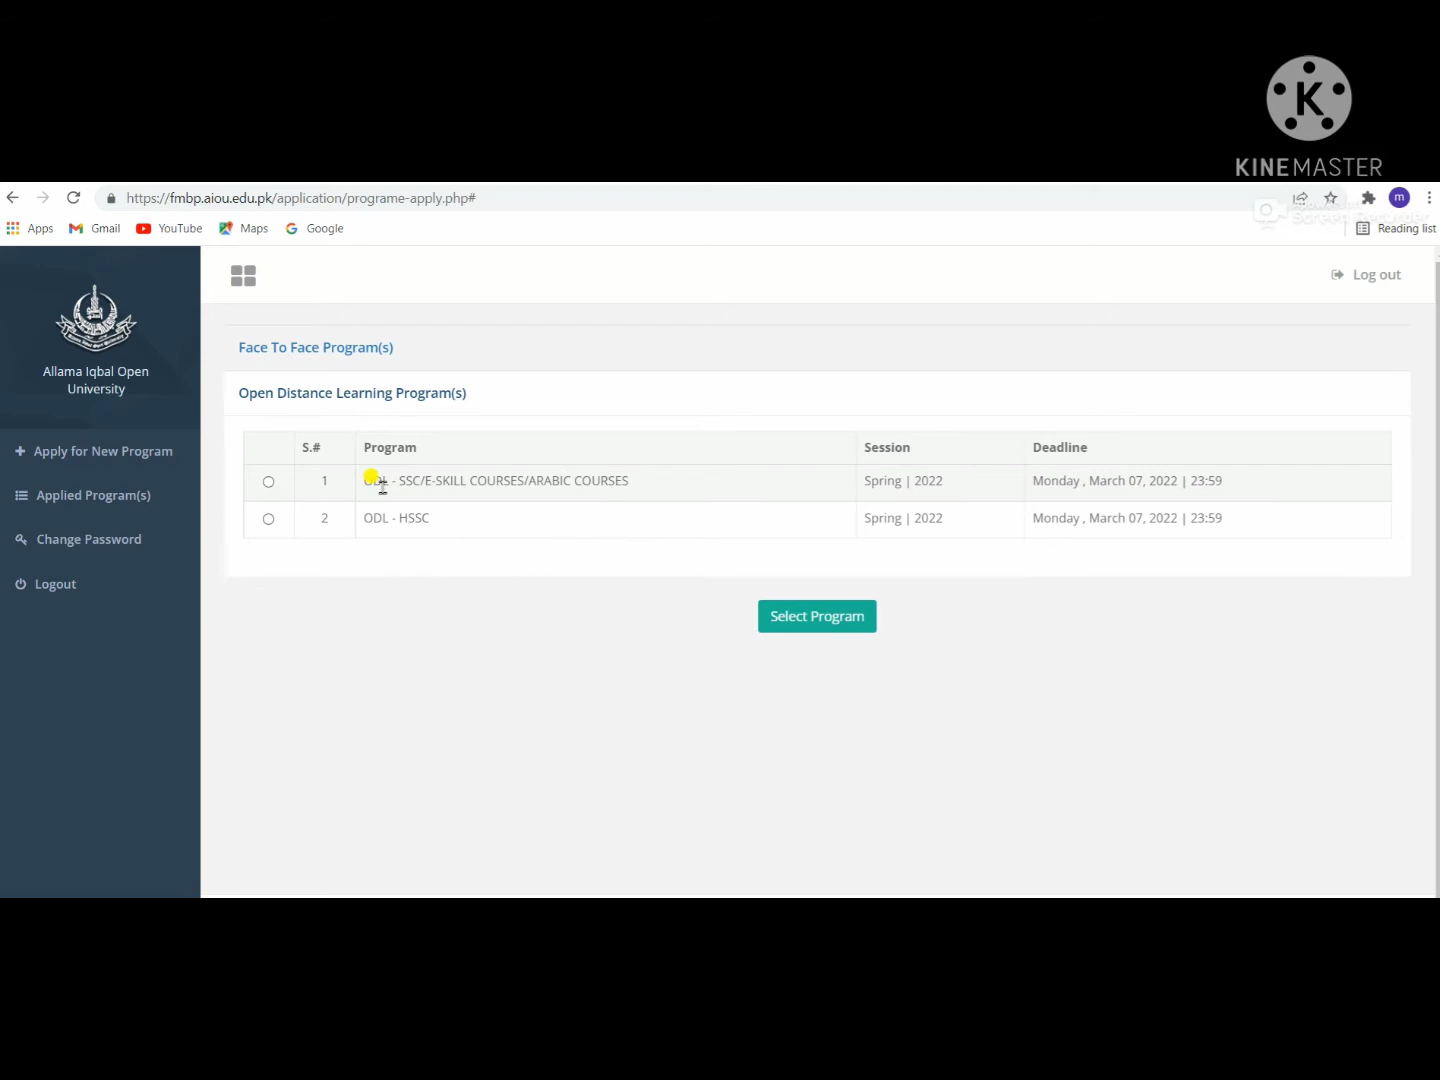 K
KINEMASTER
https://fmbp.aiou.edu.pk/application/programe-apply.php#
m
Apps
Gmail
YouTube
Maps
Google
Screen Recorder
Reading list
Log out
Allama Iqbal Open
University
Face To Face Program(s)
Open Distance Learning Program(s)
Apply for New Program
Applied Program(s)
Change Password
Logout
S.# Program Session Deadline
1 ODL - SSC/E-SKILL COURSES/ARABIC COURSES Spring | 2022 Monday , March 07, 2022 | 23:59
2 ODL - HSSC Spring | 2022 Monday , March 07, 2022 | 23:59
Select Program